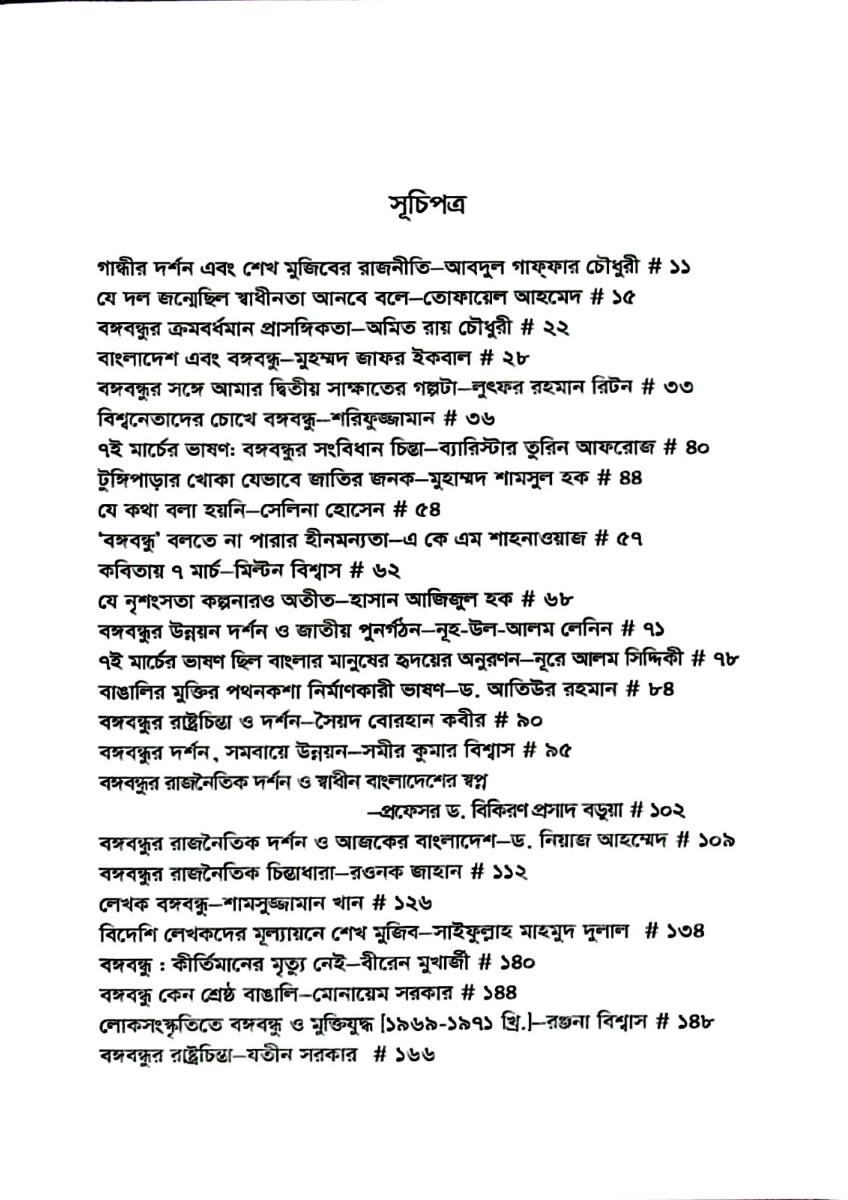 সূচিপত্র
গান্ধীর দর্শন এবং শেখ মুজিবের রাজনীতি–আবদুল গাফ্‌ফার চৌধুরী # ১১
যে দল জন্মেছিল স্বাধীনতা আনবে বলে–তোফায়েল আহমেদ # ১৫
বঙ্গবন্ধুর ক্রমবর্ধমান প্রাসঙ্গিকতা–অমিত রায় চৌধুরী # ২২
বাংলাদেশ এবং বঙ্গবন্ধু–মুহম্মদ জাফর ইকবাল # ২৮
বঙ্গবন্ধুর সঙ্গে আমার দ্বিতীয় সাক্ষাতের গল্পটা–লুৎফর রহমান রিটন # ৩৩
বিশ্বনেতাদের চোখে বঙ্গবন্ধু–শরিফুজ্জামান # ৩৬
৭ই মার্চের ভাষণ: বঙ্গবন্ধুর সংবিধান চিন্তা–ব্যারিস্টার তুরিন আফরোজ # ৪০
টুঙ্গিপাড়ার খোকা যেভাবে জাতির জনক–মুহাম্মদ শামসুল হক # ৪৪
যে কথা বলা হয়নি–সেলিনা হোসেন # ৫৪
‘বঙ্গবন্ধু’ বলতে না পারার হীনমন্যতা–এ কে এম শাহনাওয়াজ # ৫৭
কবিতায় ৭ মার্চ–মিল্টন বিশ্বাস # ৬২
যে নৃশংসতা কল্পনারও অতীত–হাসান আজিজুল হক # ৬৮
বঙ্গবন্ধুর উন্নয়ন দর্শন ও জাতীয় পুনর্গঠন–নূহ-উল-আলম লেনিন # ৭১
৭ই মার্চের ভাষণ ছিল বাংলার মানুষের হৃদয়ের অনুরণন–নূরে আলম সিদ্দিকী # ৭৮
বাঙালির মুক্তির পথনকশা নির্মাণকারী ভাষণ–ড. আতিউর রহমান # ৮৪
বঙ্গবন্ধুর রাষ্ট্রচিন্তা ও দর্শন–সৈয়দ বোরহান কবীর # ৯০
বঙ্গবন্ধুর দর্শন, সমবায়ে উন্নয়ন–সমীর কুমার বিশ্বাস # ৯৫
বঙ্গবন্ধুর রাজনৈতিক দর্শন ও স্বাধীন বাংলাদেশের স্বপ্ন
–প্রফেসর ড. বিকিরণ প্রসাদ বড়ুয়া # ১০২
বঙ্গবন্ধুর রাজনৈতিক দর্শন ও আজকের বাংলাদেশ–ড. নিয়াজ আহম্মেদ # ১০৯
বঙ্গবন্ধুর রাজনৈতিক চিন্তাধারা–রওনক জাহান # ১১২
লেখক বঙ্গবন্ধু–শামসুজ্জামান খান # ১২৬
বিদেশি লেখকদের মূল্যায়নে শেখ মুজিব–সাইফুল্লাহ মাহমুদ দুলাল # ১৩৪
বঙ্গবন্ধু : কীর্তিমানের মৃত্যু নেই–বীরেন মুখার্জী # ১৪০
বঙ্গবন্ধু কেন শ্রেষ্ঠ বাঙালি–মোনায়েম সরকার # ১৪৪
লোকসংস্কৃতিতে বঙ্গবন্ধু ও মুক্তিযুদ্ধ [১৯৬৯-১৯৭১ খ্রি.]–রঞ্জনা বিশ্বাস # ১৪৮
বঙ্গবন্ধুর রাষ্ট্রচিন্তা–যতীন সরকার # ১৬৬